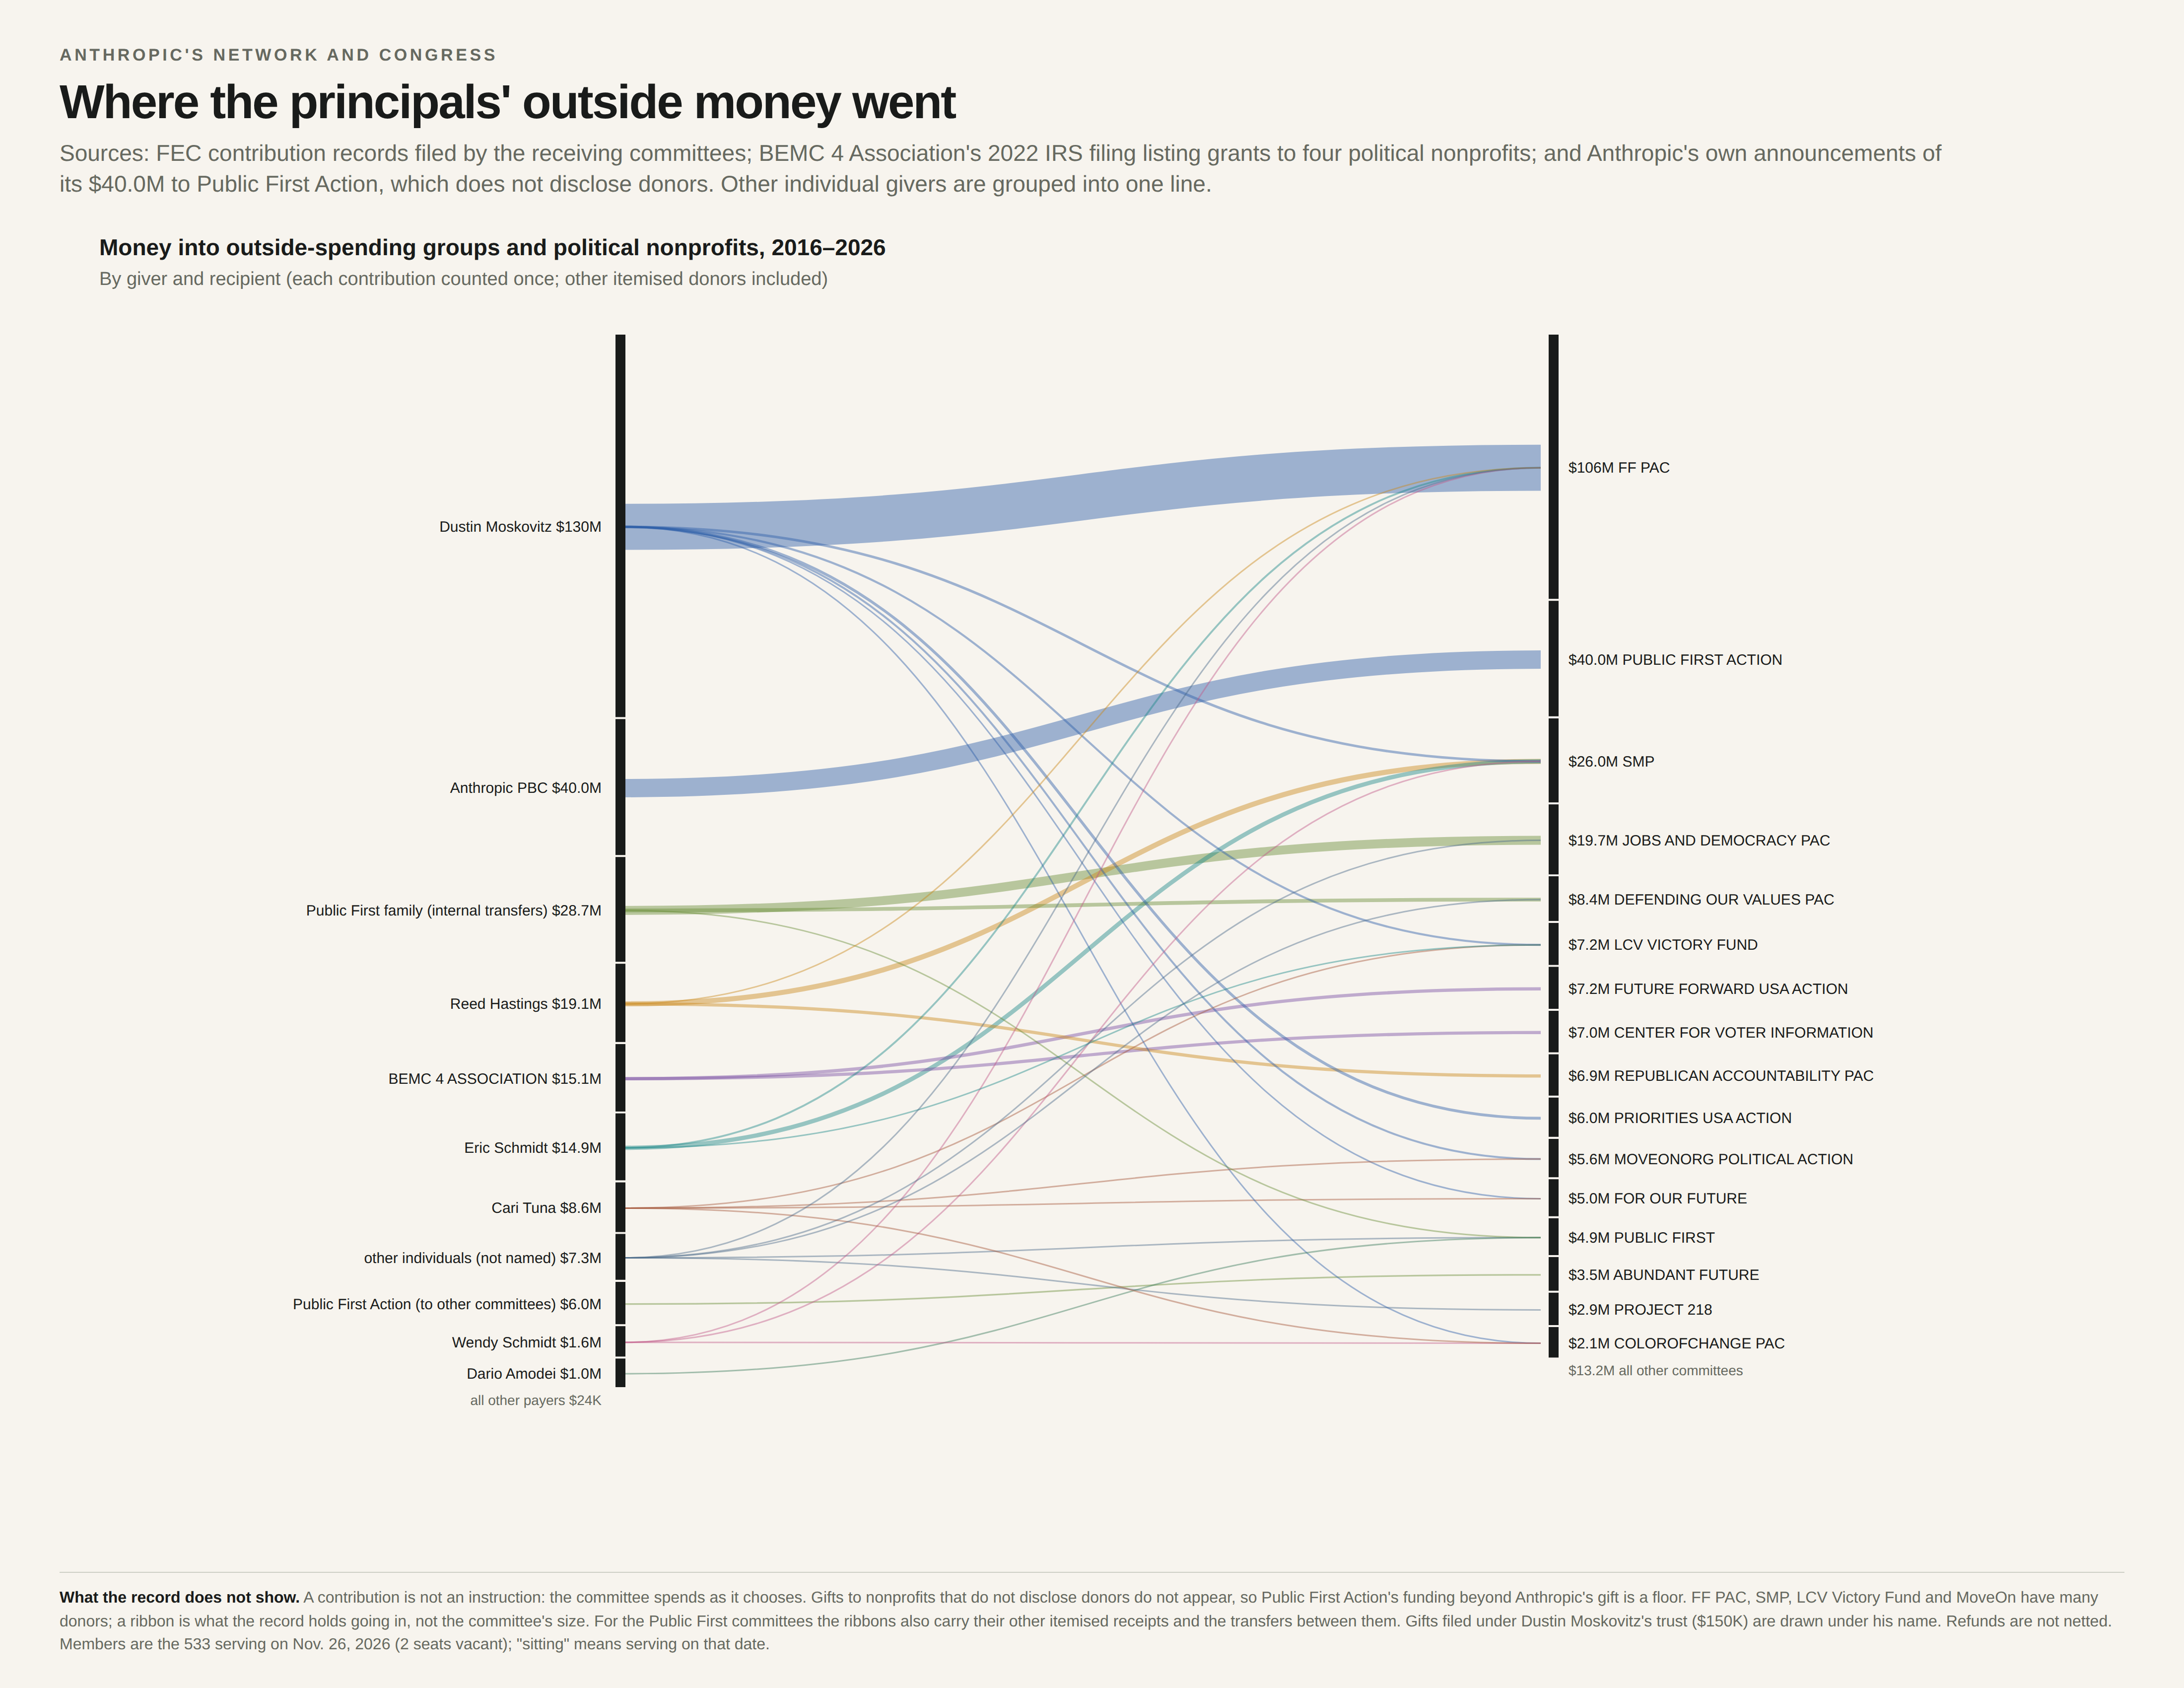 ANTHROPIC'S NETWORK AND CONGRESS
Where the principals' outside money went
Sources: FEC contribution records filed by the receiving committees; BEMC 4 Association's 2022 IRS filing listing grants to four political nonprofits; and Anthropic's own announcements of
its $40.0M to Public First Action, which does not disclose donors. Other individual givers are grouped into one line.
Money into outside-spending groups and political nonprofits, 2016–2026
By giver and recipient (each contribution counted once; other itemised donors included)
Dustin Moskovitz $130M
Anthropic PBC $40.0M
Public First family (internal transfers) $28.7M
Reed Hastings $19.1M
BEMC 4 ASSOCIATION $15.1M
Eric Schmidt $14.9M
Cari Tuna $8.6M
other individuals (not named) $7.3M
Public First Action (to other committees) $6.0M
Wendy Schmidt $1.6M
Dario Amodei $1.0M
all other payers $24K
$106M FF PAC
$40.0M PUBLIC FIRST ACTION
$26.0M SMP
$19.7M JOBS AND DEMOCRACY PAC
$8.4M DEFENDING OUR VALUES PAC
$7.2M LCV VICTORY FUND
$7.2M FUTURE FORWARD USA ACTION
$7.0M CENTER FOR VOTER INFORMATION
$6.9M REPUBLICAN ACCOUNTABILITY PAC
$6.0M PRIORITIES USA ACTION
$5.6M MOVEONORG POLITICAL ACTION
$5.0M FOR OUR FUTURE
$4.9M PUBLIC FIRST
$3.5M ABUNDANT FUTURE
$2.9M PROJECT 218
$2.1M COLOROFCHANGE PAC
$13.2M all other committees
What the record does not show. A contribution is not an instruction: the committee spends as it chooses. Gifts to nonprofits that do not disclose donors do not appear, so Public First Action's funding beyond Anthropic's gift is a floor. FF PAC, SMP, LCV Victory Fund and MoveOn have many
donors; a ribbon is what the record holds going in, not the committee's size. For the Public First committees the ribbons also carry their other itemised receipts and the transfers between them. Gifts filed under Dustin Moskovitz's trust ($150K) are drawn under his name. Refunds are not netted.
Members are the 533 serving on Nov. 26, 2026 (2 seats vacant); "sitting" means serving on that date.